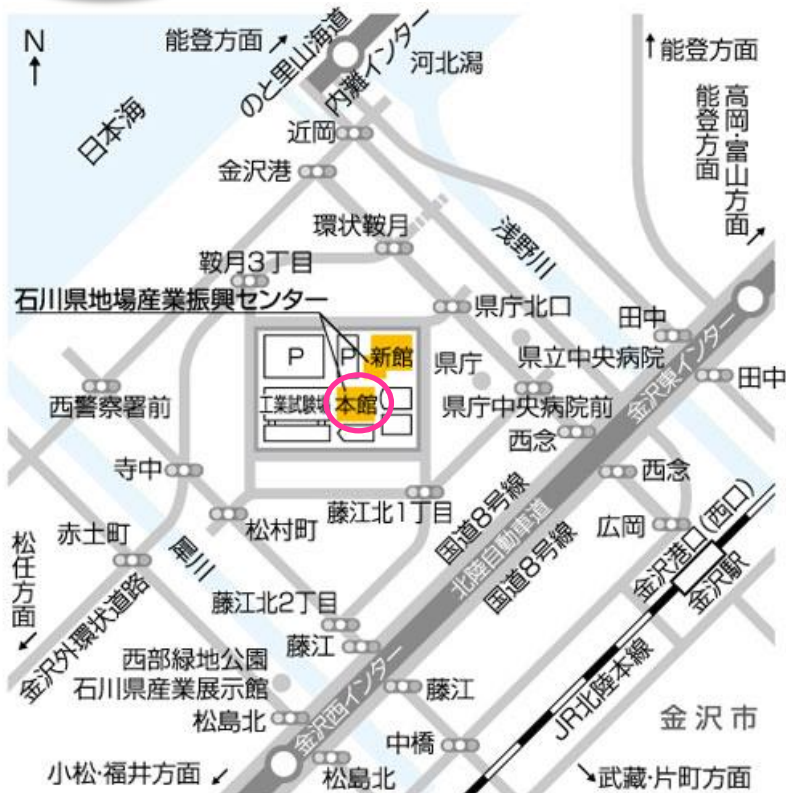 N
能登方面
のと里山海道
内灘インター
河北潟
能登方面
高岡・富山方面
能登方面
日本海
近岡
金沢港
環状鞍月
浅野川
鞍月3丁目
石川県地場産業振興センター
県庁北口
田中
P
P
新館
県庁
県立中央病院
金沢東インター
田中
西警察署前
工業試験場
本館
県庁中央病院前
西念
寺中
西念
松村町
藤江北1丁目
国道8号線
北陸自動車道
国道8号線
広岡
金沢港口(西口)
金沢駅
松任方面
赤土町
犀川
金沢外環状道路
藤江北2丁目
藤江
西部緑地公園
石川県産業展示館
金沢西インター
藤江
JR北陸本線
金沢市
松島北
中橋
小松・福井方面
松島北
武蔵・片町方面